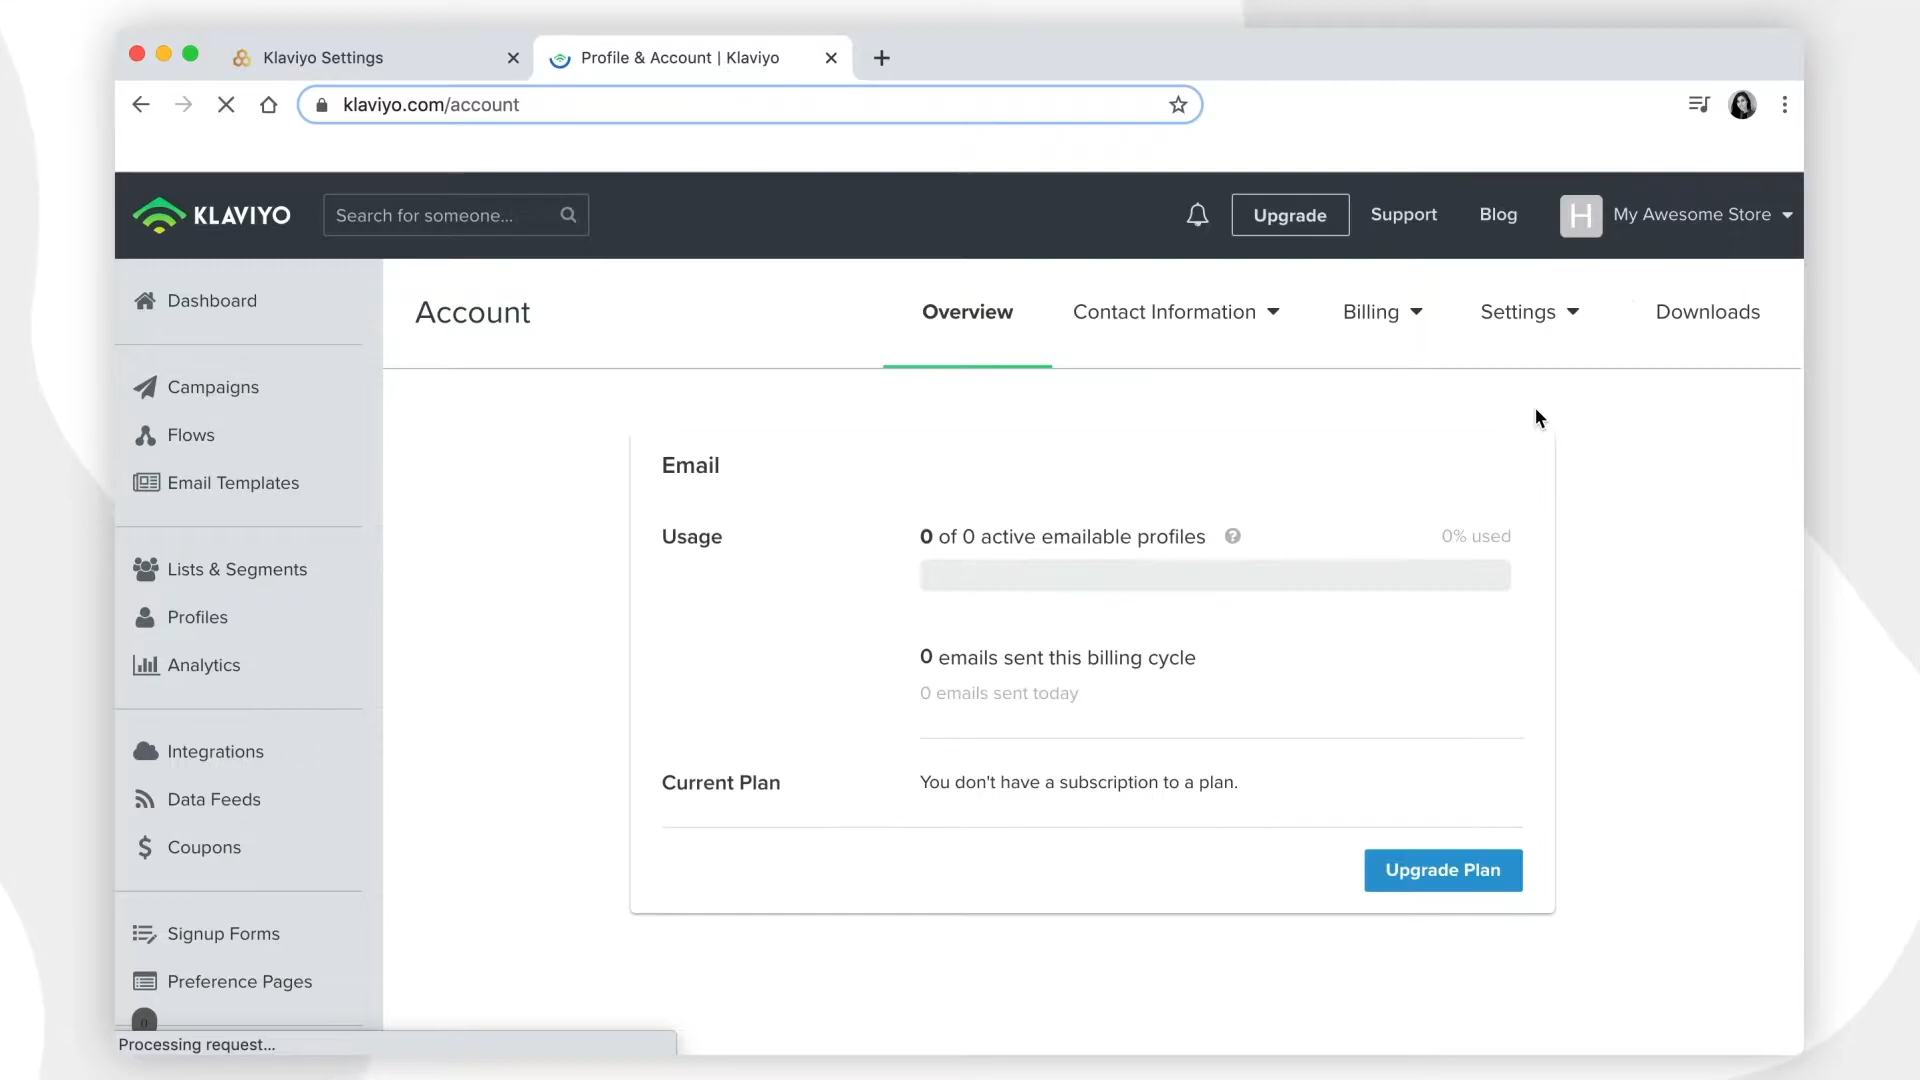 Klaviyo Settings
Profile & Account | Klaviyo
klaviyo.com/account
KLAVIYO
Search for someone...
Upgrade
Support
Blog
H
My Awesome Store
Dashboard
Campaigns
Flows
Email Templates
Lists & Segments
Profiles
Analytics
Integrations
Data Feeds
Coupons
Signup Forms
Preference Pages
0
Processing request...
Account
Overview
Contact Information
Billing
Settings
Downloads
Email
Usage
0 of 0 active emailable profiles ?
0% used
0 emails sent this billing cycle
0 emails sent today
Current Plan
You don't have a subscription to a plan.
Upgrade Plan